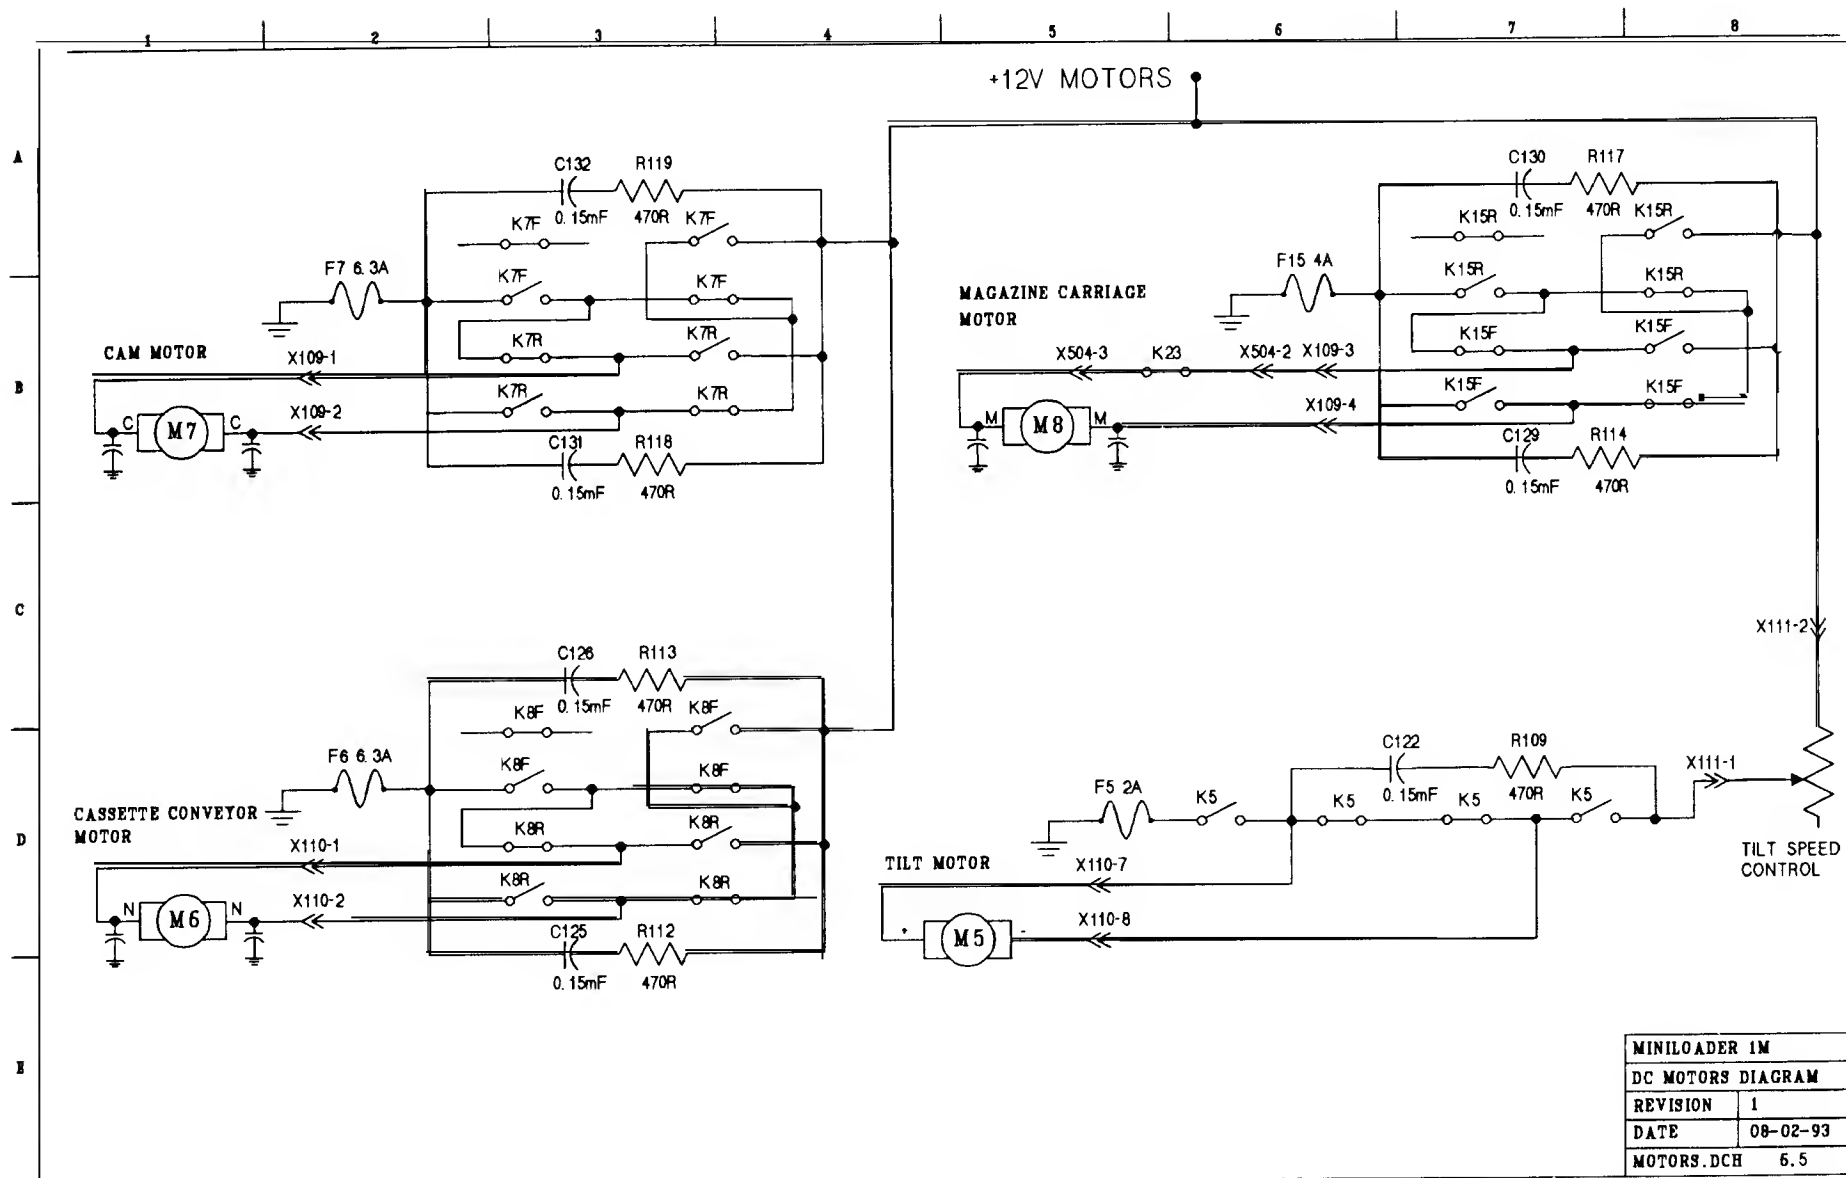 1 2 3 4 5 6 7 8
+12V MOTORS
A
C132 R119
0.15mF 470R
K7F K7F
F7 6.3A
K7F K7F
CAM MOTOR
X109-1
K7R K7R
B
X109-2
K7R K7R
C M7 C
C131 R118
0.15mF 470R
C130 R117
0.15mF 470R
K15R K15R
F15 4A
K15R K15R
MAGAZINE CARRIAGE
MOTOR
X504-3 K23 X504-2 X109-3
K15F K15F
K15F K15F
X109-4
M M8 M
C129 R114
0.15mF 470R
C
X111-2
C126 R113
0.15mF 470R
K8F K8F
F6 6.3A
K8F K8F
CASSETTE CONVEYOR
MOTOR
D
X110-1
K8R K8R
X110-2
K8R K8R
N M6 N
C125 R112
0.15mF 470R
C122 R109
0.15mF 470R
X111-1
F5 2A K5 K5 K5 K5
TILT SPEED
CONTROL
TILT MOTOR
X110-7
X110-8
+ M5 -
E
MINILOADER 1M
DC MOTORS DIAGRAM
REVISION 1
DATE 08-02-93
MOTORS.DCH 6.5